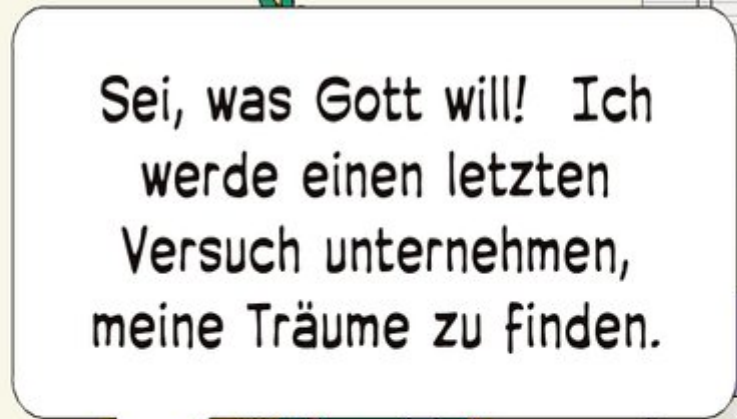 Sei, was Gott will!  Ich
werde einen letzten
Versuch unternehmen,
meine Träume zu finden.